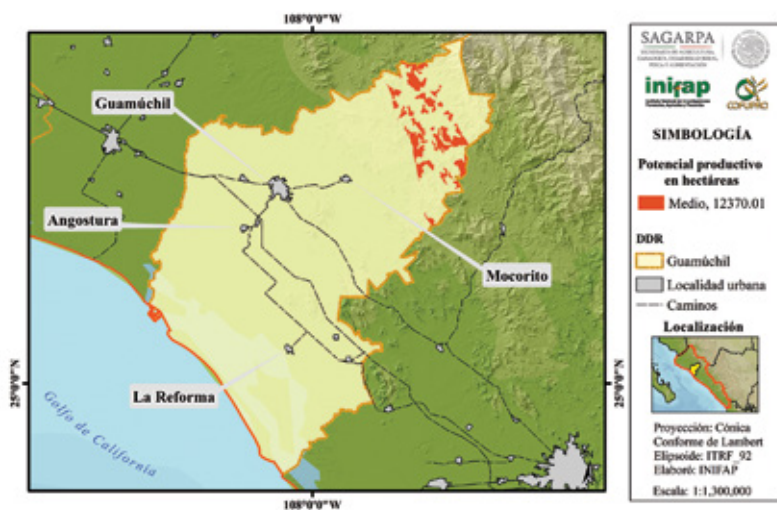 108°0'0"W
Guamúchil
Angostura
Mocorito
La Reforma
Golfo de California
25°0'0"N
25°0'0"N
108°0'0"W
SAGARPA
inifap
COFUPRO
SIMBOLOGÍA
Potencial productivo
en hectáreas
Medio, 12370.01
DDR
Guamúchil
Localidad urbana
Caminos
Localización
Proyección: Cónica
Conforme de Lambert
Elipsoide: ITRF_92
Elaboró: INIFAP
Escala: 1:1,300,000